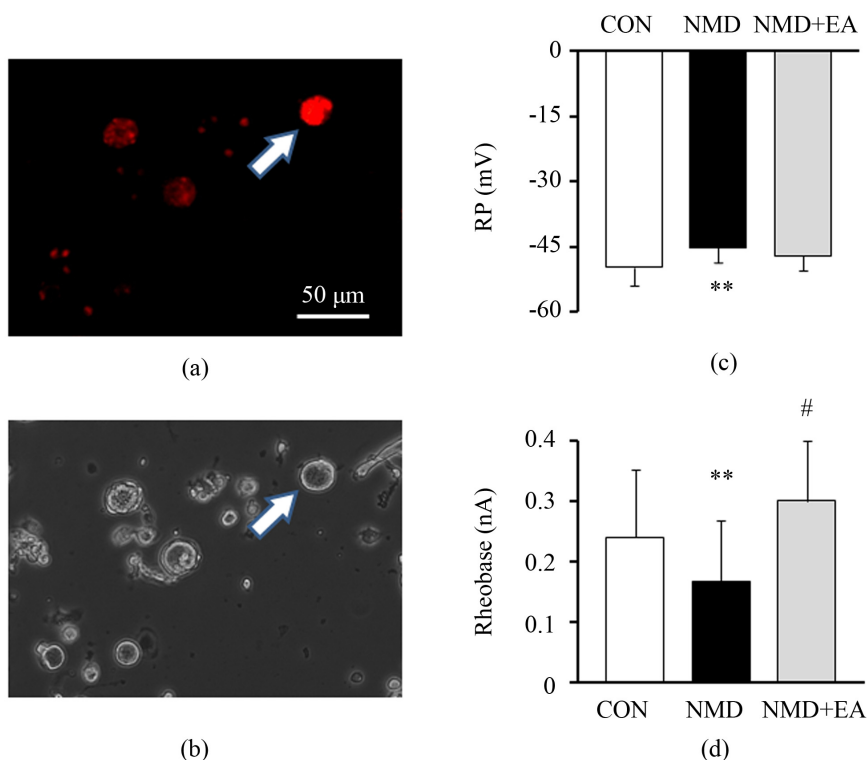 50 μm
(a)
(b)
CON NMD NMD+EA
0
-15
-30
-45
-60
RP (mV)
**
(c)
#
0.4
0.3
0.2
0.1
0
Rheobase (nA)
**
CON NMD NMD+EA
(d)